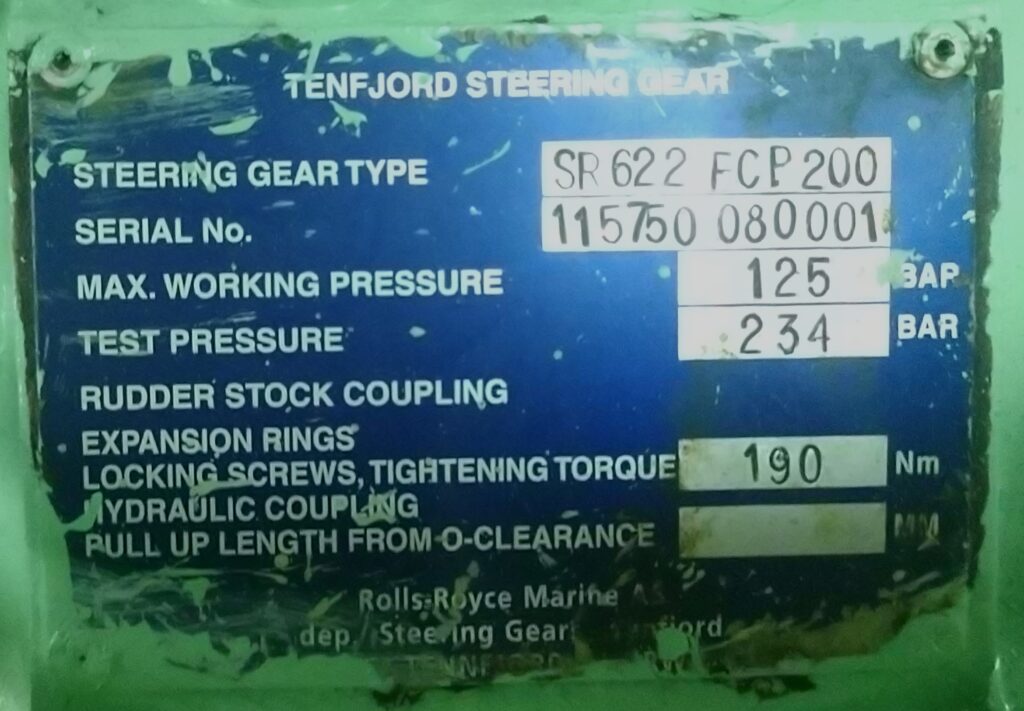 TENFJORD STEERING GEAR
STEERING GEAR TYPE SR 622 FCP 200
SERIAL No. 115750 080001
MAX. WORKING PRESSURE 125 BAR
TEST PRESSURE 234 BAR
RUDDER STOCK COUPLING
EXPANSION RINGS
LOCKING SCREWS, TIGHTENING TORQUE 190 Nm
HYDRAULIC COUPLING
PULL UP LENGTH FROM O-CLEARANCE MM
Rolls-Royce Marine
dep. Steering Gear